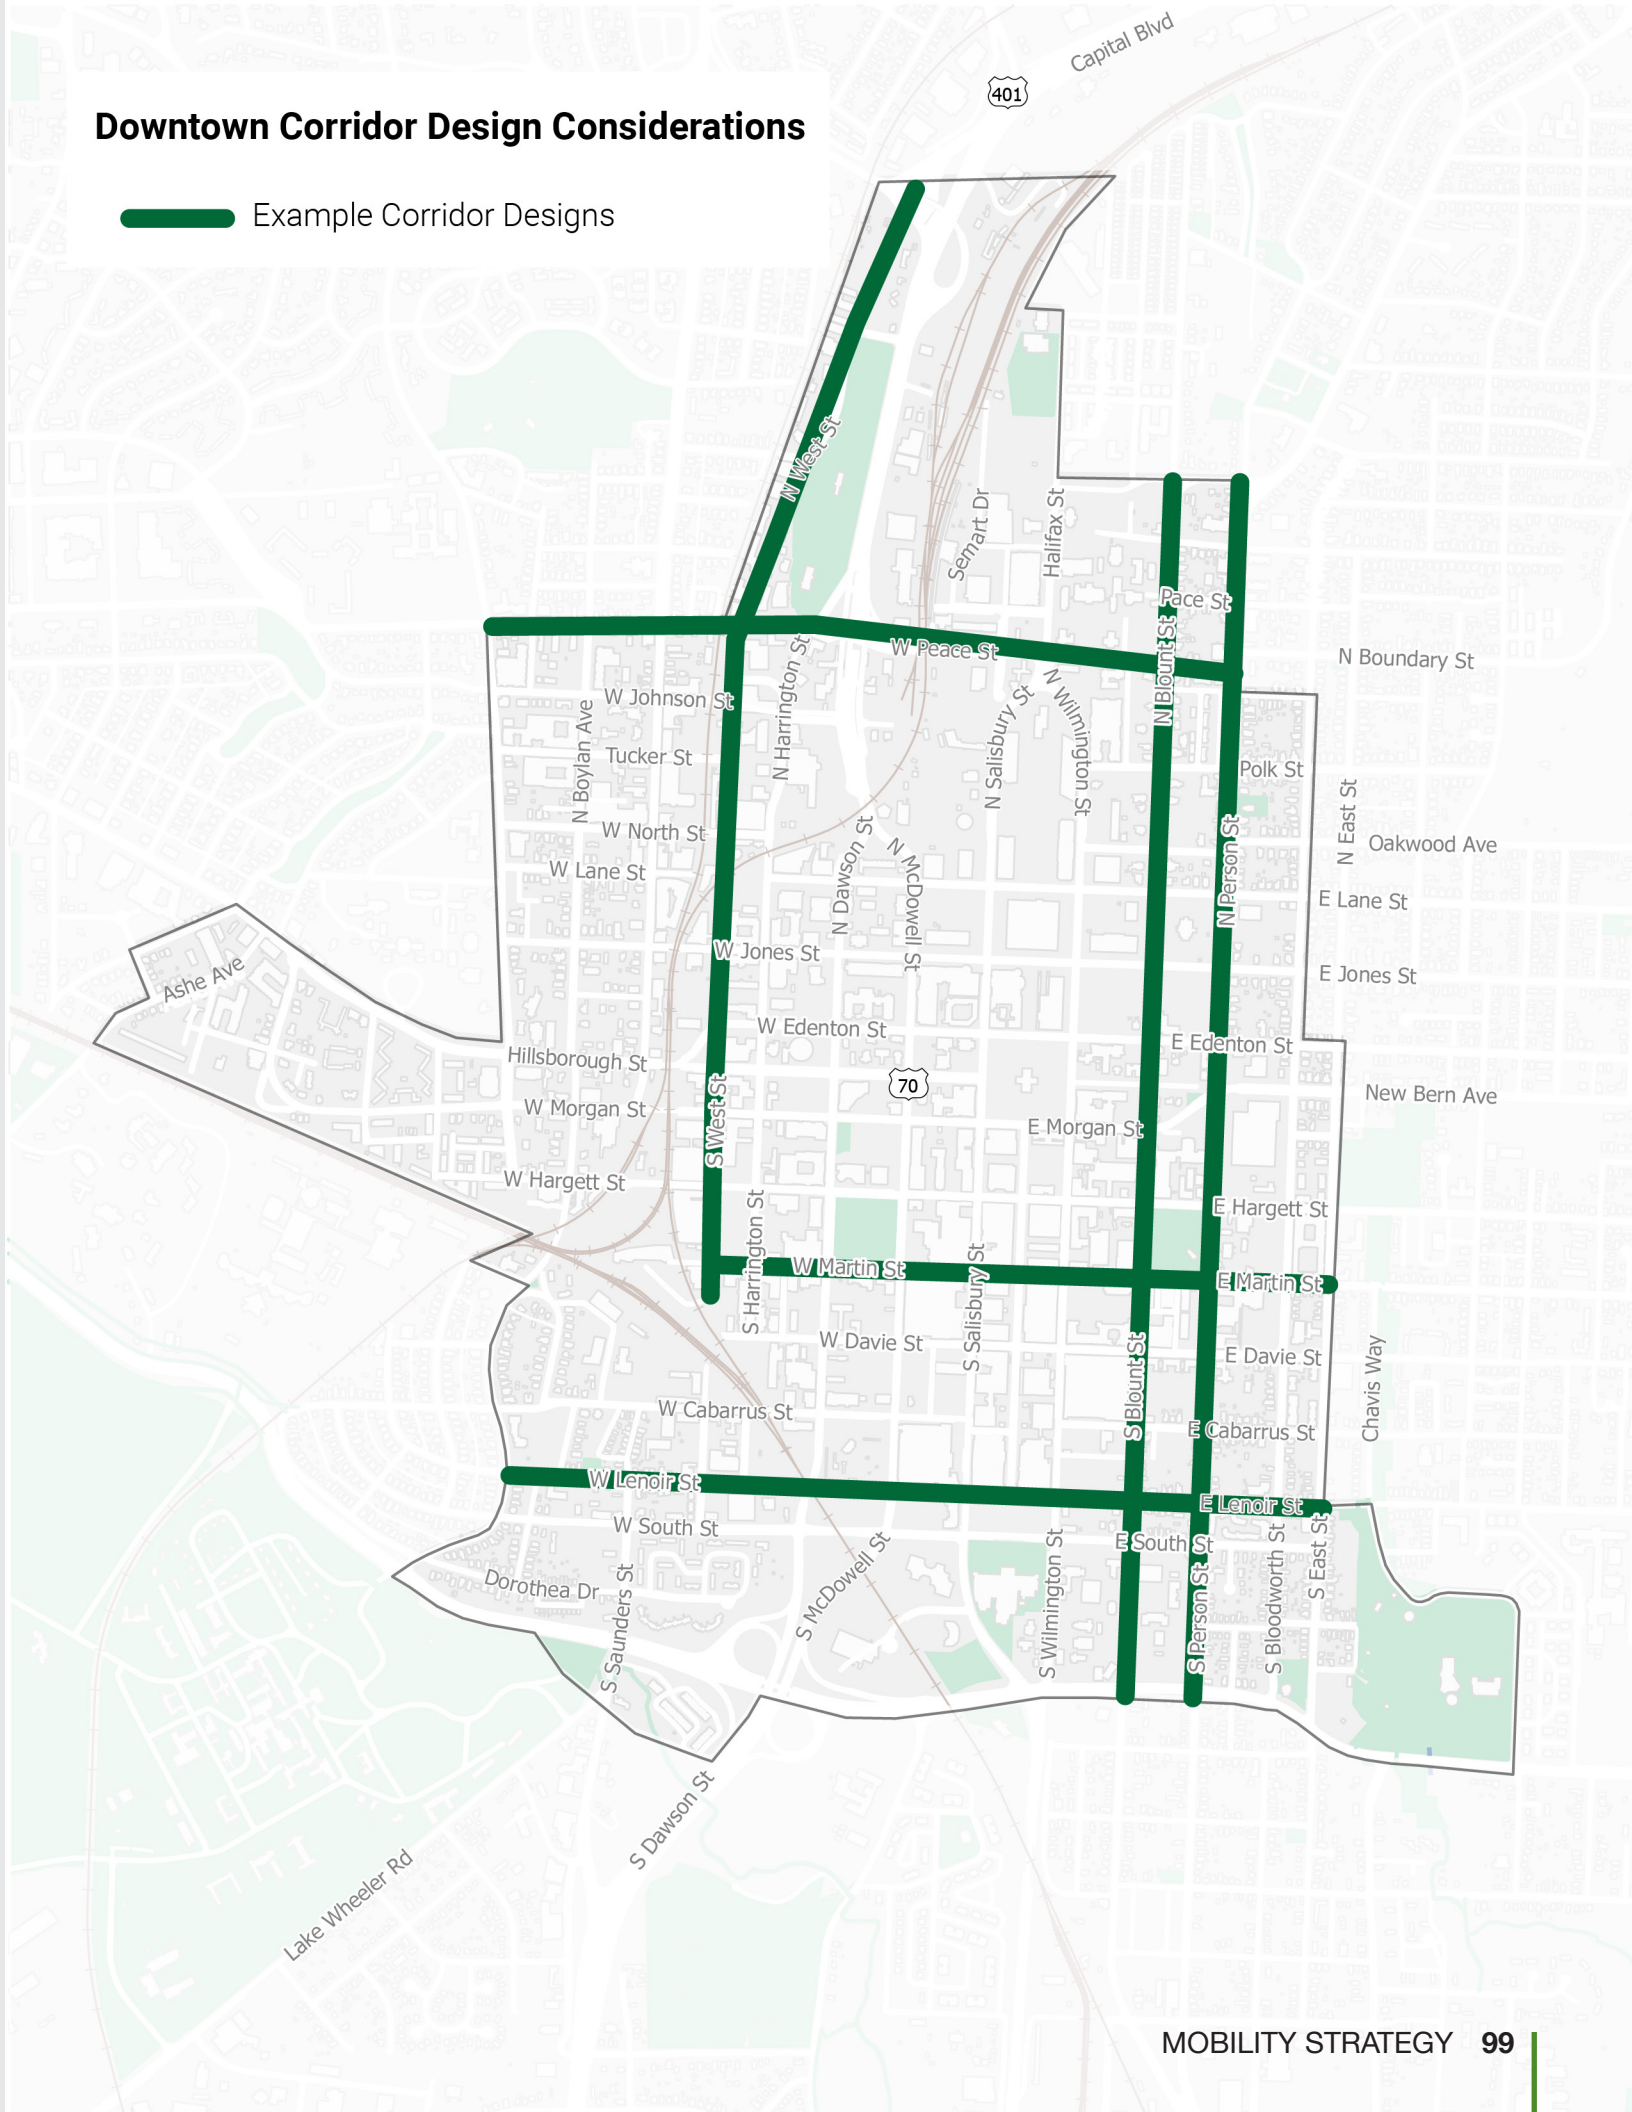 Capital Blvd
401
Downtown Corridor Design Considerations
Example Corridor Designs
N West St
Semart Dr
Halifax St
Pace St
W Peace St
N Blount St
N Boundary St
W Johnson St
N Harrington St
N Salisbury St
N Wilmington St
N Boylan Ave
Tucker St
Polk St
N East St
W North St
N Dawson St
N McDowell St
N Person St
Oakwood Ave
W Lane St
E Lane St
W Jones St
E Jones St
Ashe Ave
W Edenton St
E Edenton St
Hillsborough St
70
New Bern Ave
W Morgan St
S West St
E Morgan St
W Hargett St
E Hargett St
S Harrington St
W Martin St
S Salisbury St
E Martin St
W Davie St
E Davie St
S Blount St
Chavis Way
W Cabarrus St
E Cabarrus St
W Lenoir St
E Lenoir St
W South St
E South St
S McDowell St
S Wilmington St
S Person St
S Bloodworth St
S East St
Dorothea Dr
S Saunders St
S Dawson St
Lake Wheeler Rd
MOBILITY STRATEGY 99